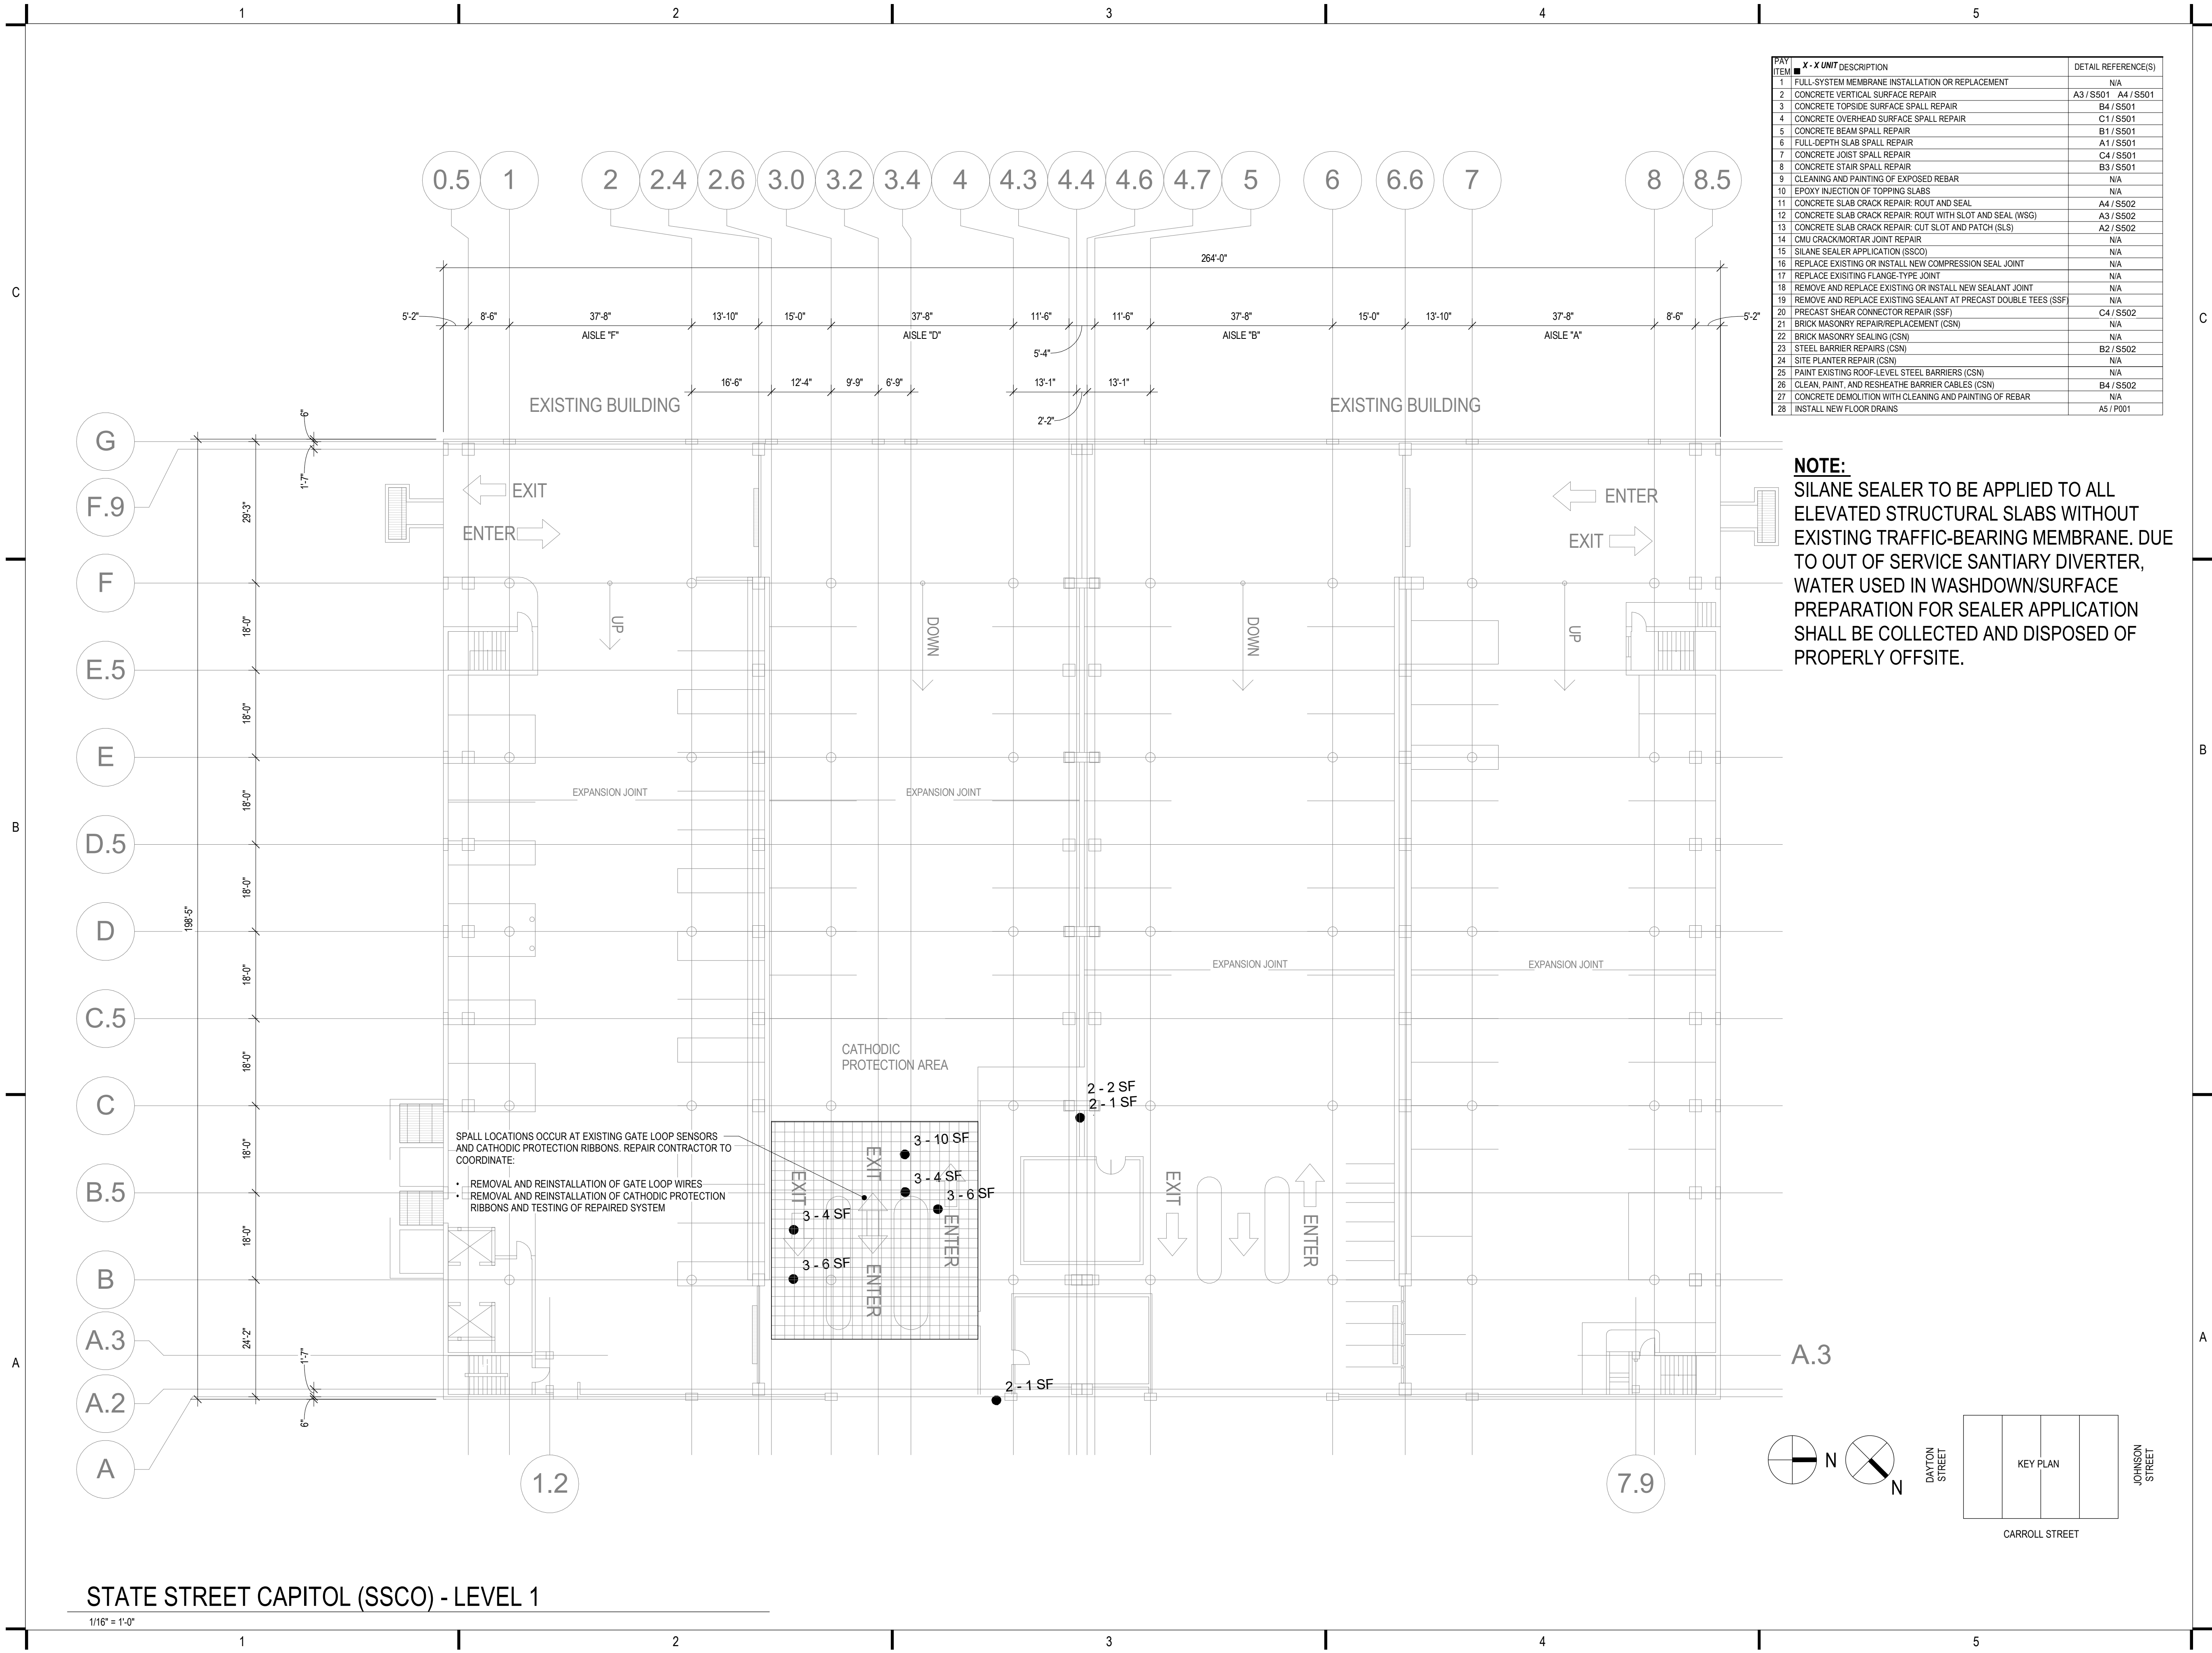 1 2 3 4 5
PAY ITEM X - X UNIT DESCRIPTION DETAIL REFERENCE(S)
1 FULL-SYSTEM MEMBRANE INSTALLATION OR REPLACEMENT N/A
2 CONCRETE VERTICAL SURFACE REPAIR A3 / S501 A4 / S501
3 CONCRETE TOPSIDE SURFACE SPALL REPAIR B4 / S501
4 CONCRETE OVERHEAD SURFACE SPALL REPAIR C1 / S501
5 CONCRETE BEAM SPALL REPAIR B1 / S501
6 FULL-DEPTH SLAB SPALL REPAIR A1 / S501
7 CONCRETE JOIST SPALL REPAIR C4 / S501
8 CONCRETE STAIR SPALL REPAIR B3 / S501
9 CLEANING AND PAINTING OF EXPOSED REBAR N/A
10 EPOXY INJECTION OF TOPPING SLABS N/A
11 CONCRETE SLAB CRACK REPAIR: ROUT AND SEAL A4 / S502
12 CONCRETE SLAB CRACK REPAIR: ROUT WITH SLOT AND SEAL (WSG) A3 / S502
13 CONCRETE SLAB CRACK REPAIR: CUT SLOT AND PATCH (SLS) A2 / S502
14 CMU CRACK/MORTAR JOINT REPAIR N/A
15 SILANE SEALER APPLICATION (SSCO) N/A
16 REPLACE EXISTING OR INSTALL NEW COMPRESSION SEAL JOINT N/A
17 REPLACE EXISITING FLANGE-TYPE JOINT N/A
18 REMOVE AND REPLACE EXISTING OR INSTALL NEW SEALANT JOINT N/A
19 REMOVE AND REPLACE EXISTING SEALANT AT PRECAST DOUBLE TEES (SSF) N/A
20 PRECAST SHEAR CONNECTOR REPAIR (SSF) C4 / S502
21 BRICK MASONRY REPAIR/REPLACEMENT (CSN) N/A
22 BRICK MASONRY SEALING (CSN) N/A
23 STEEL BARRIER REPAIRS (CSN) B2 / S502
24 SITE PLANTER REPAIR (CSN) N/A
25 PAINT EXISTING ROOF-LEVEL STEEL BARRIERS (CSN) N/A
26 CLEAN, PAINT, AND RESHEATHE BARRIER CABLES (CSN) B4 / S502
27 CONCRETE DEMOLITION WITH CLEANING AND PAINTING OF REBAR N/A
28 INSTALL NEW FLOOR DRAINS A5 / P001
NOTE:
SILANE SEALER TO BE APPLIED TO ALL
ELEVATED STRUCTURAL SLABS WITHOUT
EXISTING TRAFFIC-BEARING MEMBRANE. DUE
TO OUT OF SERVICE SANTIARY DIVERTER,
WATER USED IN WASHDOWN/SURFACE
PREPARATION FOR SEALER APPLICATION
SHALL BE COLLECTED AND DISPOSED OF
PROPERLY OFFSITE.
0.5 1 2 2.4 2.6 3.0 3.2 3.4 4 4.3 4.4 4.6 4.7 5 6 6.6 7 8 8.5
264'-0"
C C
5'-2" 8'-6" 37'-8" 13'-10" 15'-0" 37'-8" 11'-6" 11'-6" 37'-8" 15'-0" 13'-10" 37'-8" 8'-6" 5'-2"
AISLE "F" AISLE "D" AISLE "B" AISLE "A"
5'-4"
16'-6" 12'-4" 9'-9" 6'-9" 13'-1" 13'-1"
2'-2"
EXISTING BUILDING EXISTING BUILDING
6"
G
1'-7"
EXIT ENTER
F.9
29'-3"
ENTER EXIT
F
18'-0"
UP DOWN DOWN UP
E.5
18'-0"
E
B
18'-0"
EXPANSION JOINT EXPANSION JOINT
B
D.5
18'-0"
198'-5"
D
EXPANSION JOINT EXPANSION JOINT
18'-0"
C.5
CATHODIC
PROTECTION AREA
18'-0"
2 - 2 SF
2 - 1 SF
C
SPALL LOCATIONS OCCUR AT EXISTING GATE LOOP SENSORS
AND CATHODIC PROTECTION RIBBONS. REPAIR CONTRACTOR TO
COORDINATE:
• REMOVAL AND REINSTALLATION OF GATE LOOP WIRES
• REMOVAL AND REINSTALLATION OF CATHODIC PROTECTION
RIBBONS AND TESTING OF REPAIRED SYSTEM
18'-0"
3 - 10 SF
EXIT
3 - 4 SF
EXIT
EXIT
3 - 6 SF
B.5
3 - 4 SF
18'-0"
ENTER
ENTER
3 - 6 SF
ENTER
B
24'-2"
A.3
1'-7"
A.3
A A
2 - 1 SF
A.2
6"
A
1.2 7.9
N
N
DAYTON
STREET
KEY PLAN
JOHNSON
STREET
CARROLL STREET
STATE STREET CAPITOL (SSCO) - LEVEL 1
1/16" = 1'-0"
1 2 3 4 5